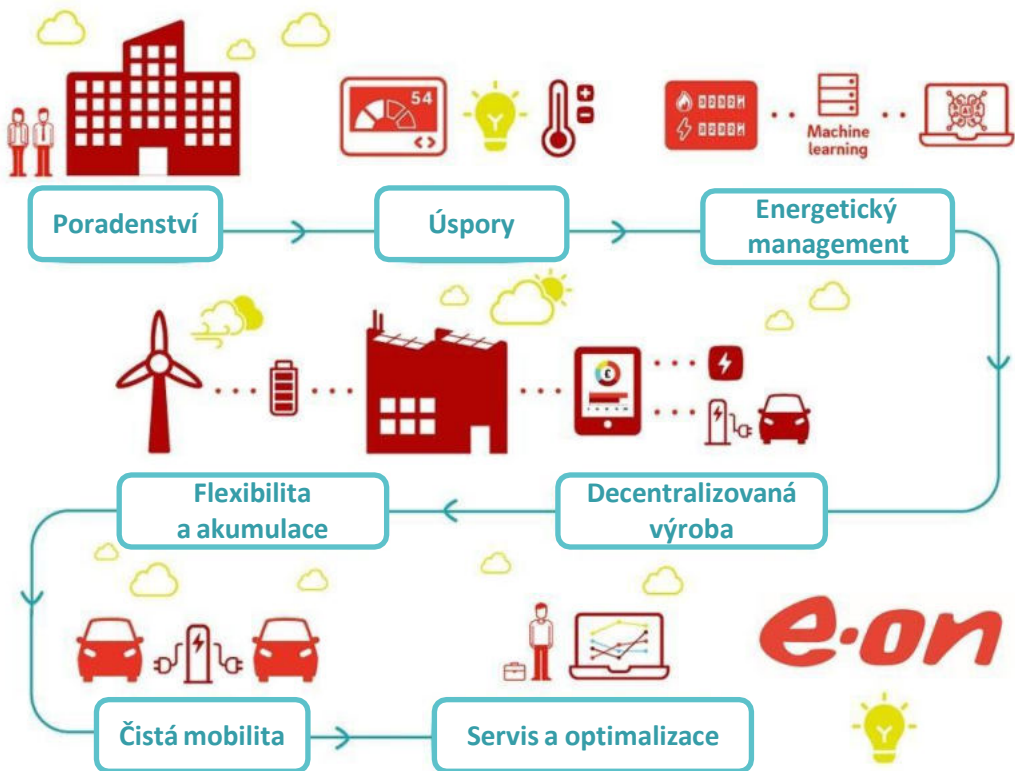 54
Machine
learning
Poradenství
Úspory
Energetický
management
£
Flexibilita
a akumulace
Decentralizovaná
výroba
e·on
Čistá mobilita
Servis a optimalizace